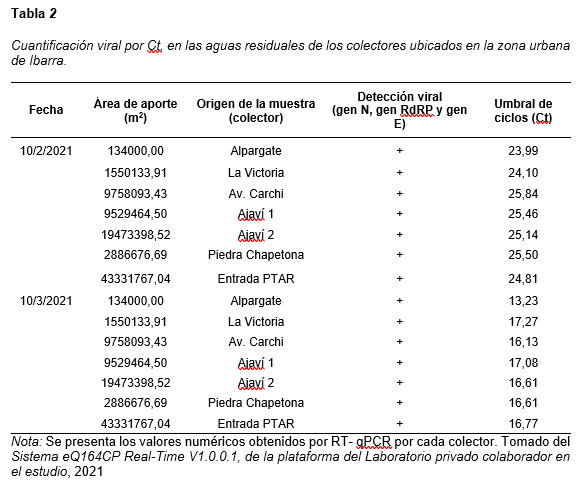 Tabla 2
Cuantificación viral por Ct, en las aguas residuales de los colectores ubicados en la zona urbana
de Ibarra.
Fecha Área de aporte (m²) Origen de la muestra (colector) Detección viral (gen N, gen RdRP y gen E) Umbral de ciclos (Ct)
10/2/2021 134000,00 Alpargate + 23,99
1550133,91 La Victoria + 24,10
9758093,43 Av. Carchi + 25,84
9529464,50 Ajaví 1 + 25,46
19473398,52 Ajaví 2 + 25,14
2886676,69 Piedra Chapetona + 25,50
43331767,04 Entrada PTAR + 24,81
10/3/2021 134000,00 Alpargate + 13,23
1550133,91 La Victoria + 17,27
9758093,43 Av. Carchi + 16,13
9529464,50 Ajaví 1 + 17,08
19473398,52 Ajaví 2 + 16,61
2886676,69 Piedra Chapetona + 16,61
43331767,04 Entrada PTAR + 16,77
Nota: Se presenta los valores numéricos obtenidos por RT- qPCR por cada colector. Tomado del
Sistema eQ164CP Real-Time V1.0.0.1, de la plataforma del Laboratorio privado colaborador en
el estudio, 2021